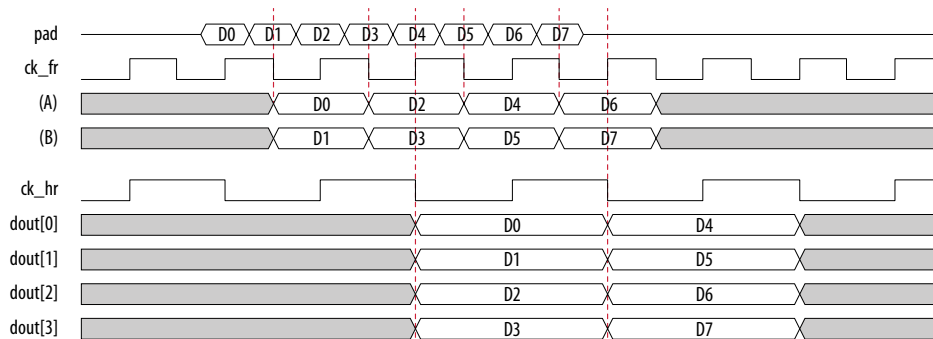 pad D0 D1 D2 D3 D4 D5 D6 D7
ck_fr
(A) D0 D2 D4 D6
(B) D1 D3 D5 D7
ck_hr
dout[0] D0 D4
dout[1] D1 D5
dout[2] D2 D6
dout[3] D3 D7